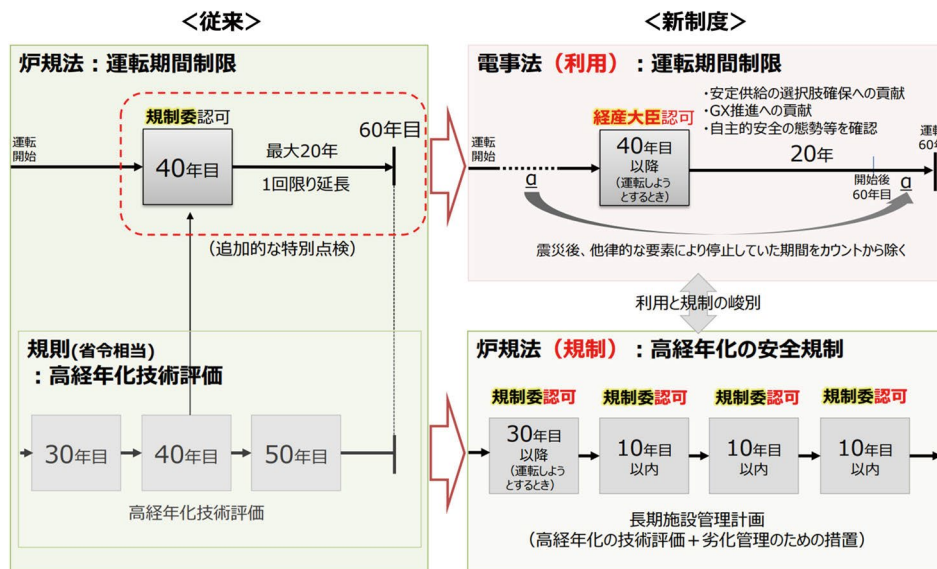 ＜従来＞
炉規法：運転期間制限
規制委認可
60年目
運転
開始
40年目
最大20年
1回限り延長
（追加的な特別点検）
規則(省令相当)
：高経年化技術評価
30年目
40年目
50年目
高経年化技術評価
＜新制度＞
電事法（利用）：運転期間制限
・安定供給の選択肢確保への貢献
・GX推進への貢献
・自主的安全の態勢等を確認
経産大臣認可
運転
開始
α
40年目
以降
（運転しよう
とするとき）
20年
開始後
60年目
α
運転
60年
震災後、他律的な要素により停止していた期間をカウントから除く
利用と規制の峻別
炉規法（規制）：高経年化の安全規制
規制委認可
規制委認可
規制委認可
規制委認可
30年目
以降
（運転しよう
とするとき）
10年目
以内
10年目
以内
10年目
以内
長期施設管理計画
（高経年化の技術評価＋劣化管理のための措置）